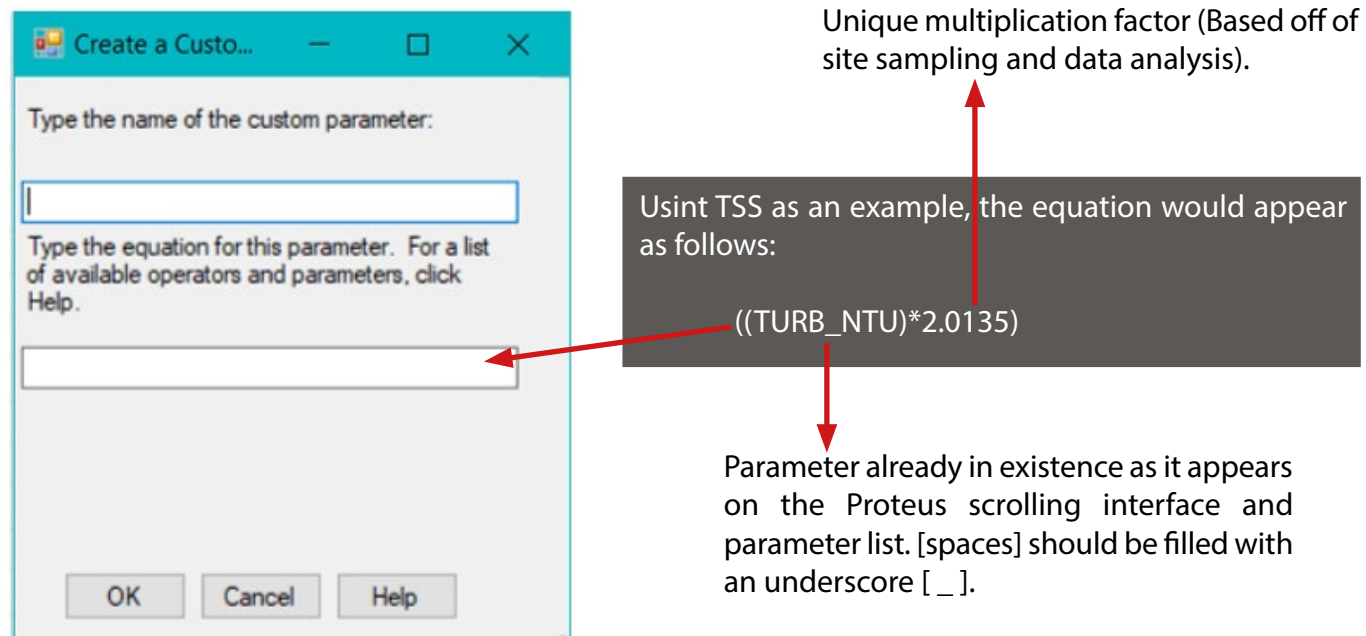 Create a Custo...
Type the name of the custom parameter:
Type the equation for this parameter. For a list
of available operators and parameters, click
Help.
OK Cancel Help
Unique multiplication factor (Based off of
site sampling and data analysis).
Usint TSS as an example, the equation would appear
as follows:
((TURB_NTU)*2.0135)
Parameter already in existence as it appears
on the Proteus scrolling interface and
parameter list. [spaces] should be filled with
an underscore [ _ ].